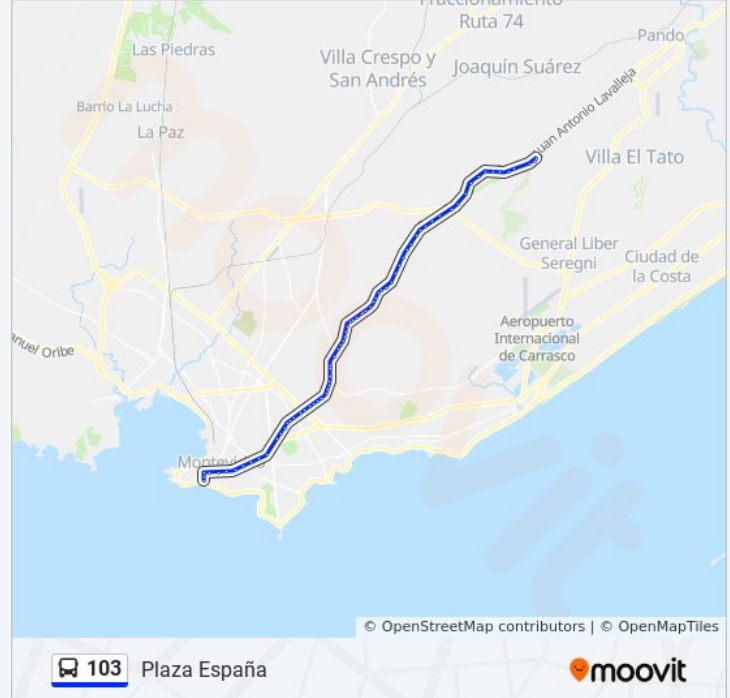 Fraccionamiento
Ruta 74
Pando
Las Piedras
Villa Crespo y
San Andrés
Joaquín Suárez
Barrio La Lucha
La Paz
Juan Antonio Lavalleja
Villa El Tato
General Liber
Seregni
Ciudad de
la Costa
Aeropuerto
Internacional
de Carrasco
anuel Oribe
Montevideo
moovit
© OpenStreetMap contributors | © OpenMapTiles
103 Plaza España
moovit